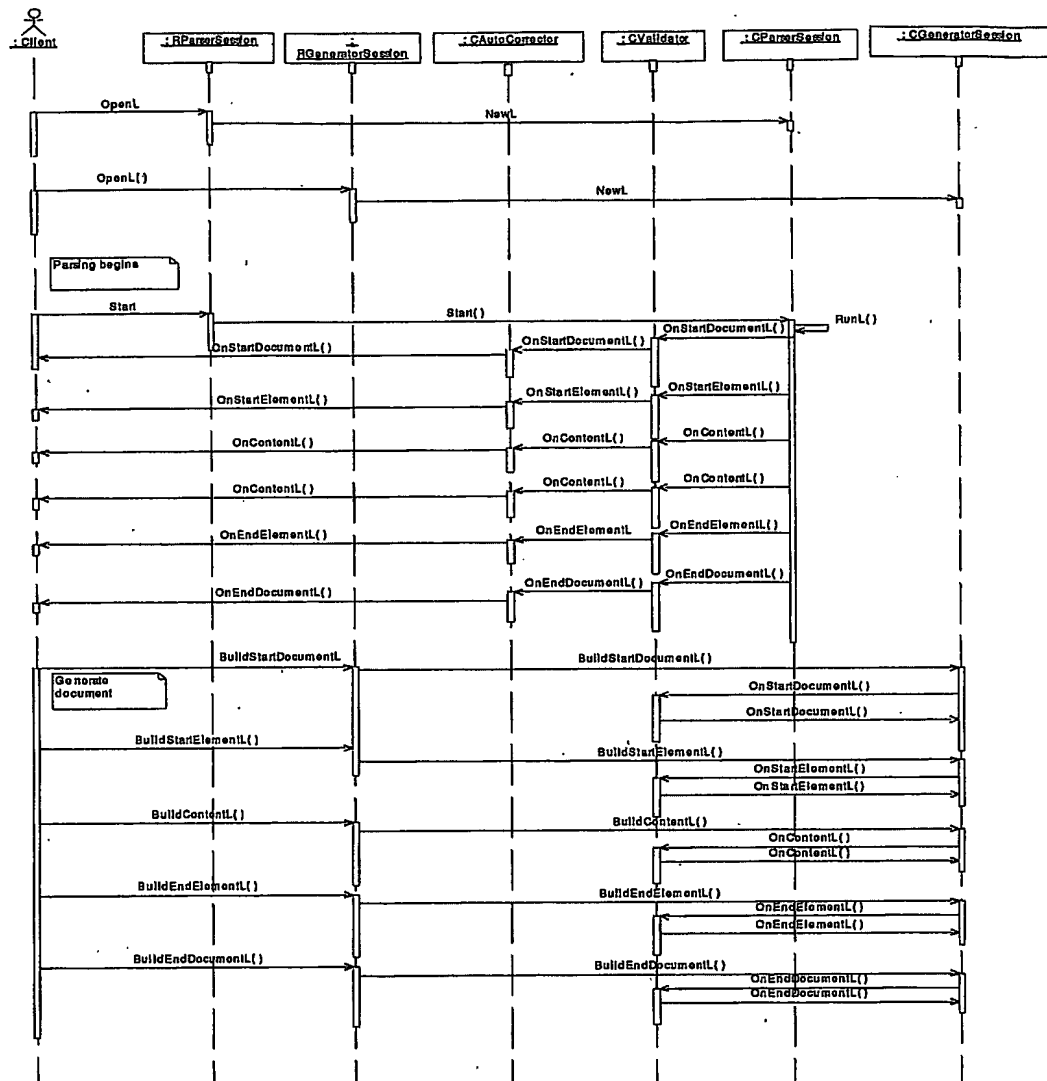 : Client
: RParserSession
:
RGeneratorSession
: CAutoCorrector
: CValidator
: CParserSession
: CGeneratorSession
OpenL
NewL
OpenL()
NewL
Parsing begins
Start
Start()
RunL()
OnStartDocumentL()
OnStartDocumentL()
OnStartDocumentL()
OnStartElementL()
OnStartElementL()
OnStartElementL()
OnContentL()
OnContentL()
OnContentL()
OnContentL()
OnContentL()
OnContentL()
OnEndElementL()
OnEndElementL
OnEndElementL()
OnEndDocumentL()
OnEndDocumentL()
OnEndDocumentL()
BuildStartDocumentL
BuildStartDocumentL()
Generate
document
OnStartDocumentL()
OnStartDocumentL()
BuildStartElementL()
BuildStartElementL()
OnStartElementL()
OnStartElementL()
BuildContentL()
BuildContentL()
OnContentL()
OnContentL()
BuildEndElementL()
BuildEndElementL()
OnEndElementL()
OnEndElementL()
BuildEndDocumentL()
BuildEndDocumentL()
OnEndDocumentL()
OnEndDocumentL()